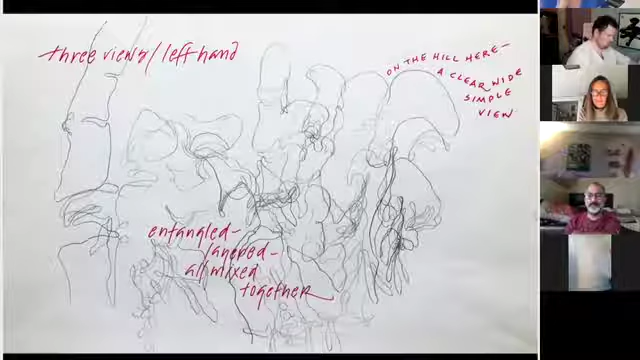 three views/left hand
ON THE HILL HERE—
A CLEAR WIDE
SIMPLE
VIEW
entangled-
layered-
all mixed
together